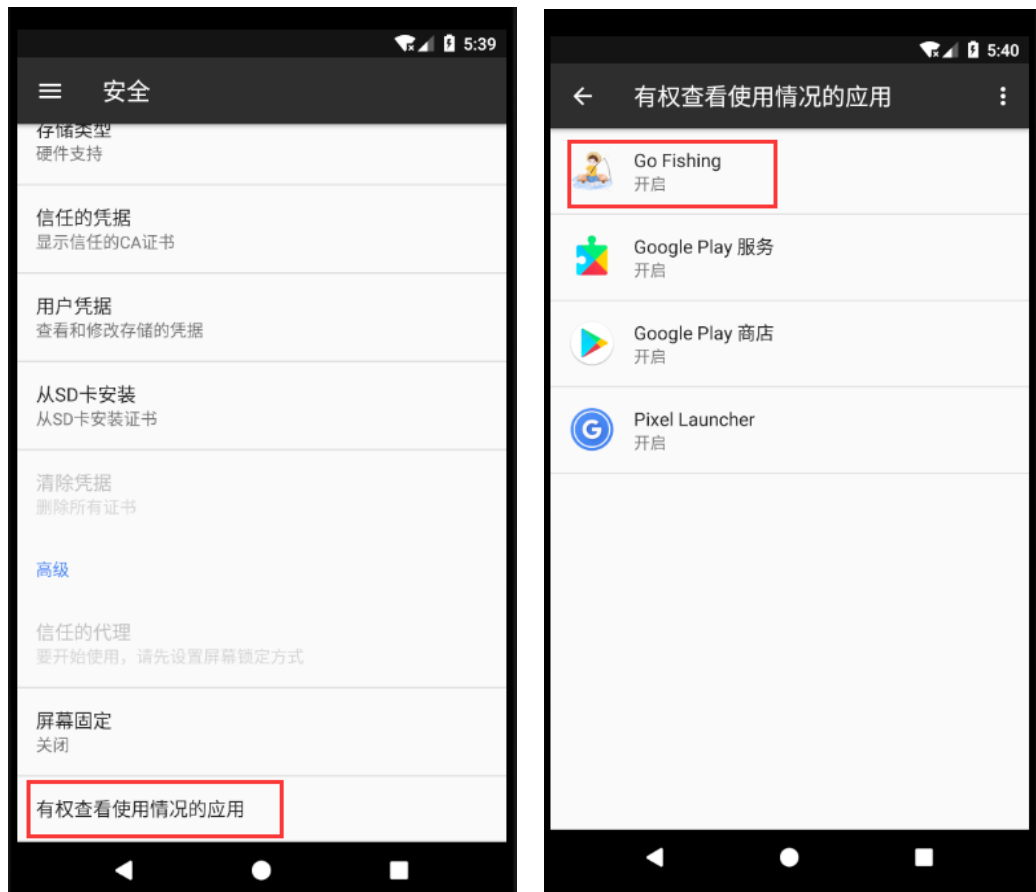 5:39
安全
存储类型
硬件支持
信任的凭据
显示信任的CA证书
用户凭据
查看和修改存储的凭据
从SD卡安装
从SD卡安装证书
清除凭据
删除所有证书
高级
信任的代理
要开始使用，请先设置屏幕锁定方式
屏幕固定
关闭
有权查看使用情况的应用
5:40
有权查看使用情况的应用
Go Fishing
开启
Google Play 服务
开启
Google Play 商店
开启
G
Pixel Launcher
开启